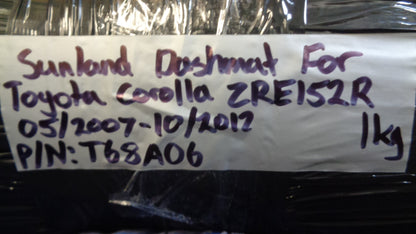 Sunland Dashmat For
Toyota Corolla ZRE152R
05/2007-10/2012
1kg
P/N:T68A06